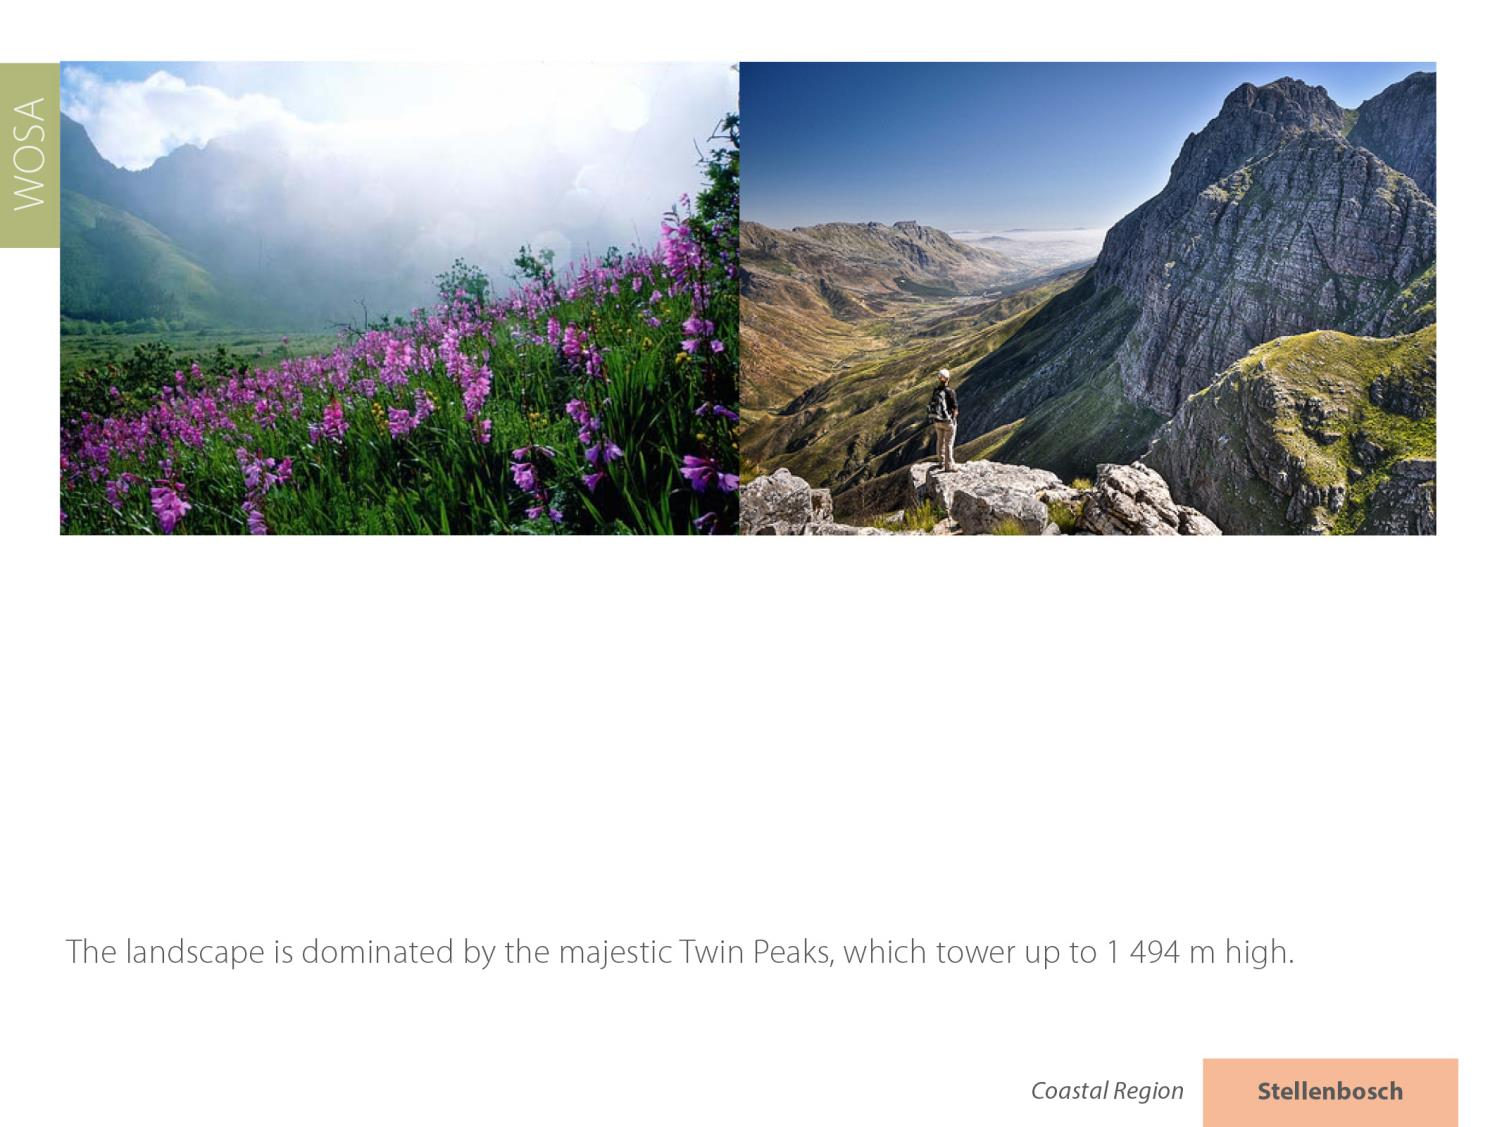 WOSA
The landscape is dominated by the majestic Twin Peaks, which tower up to 1 494 m high.
Coastal Region
Stellenbosch